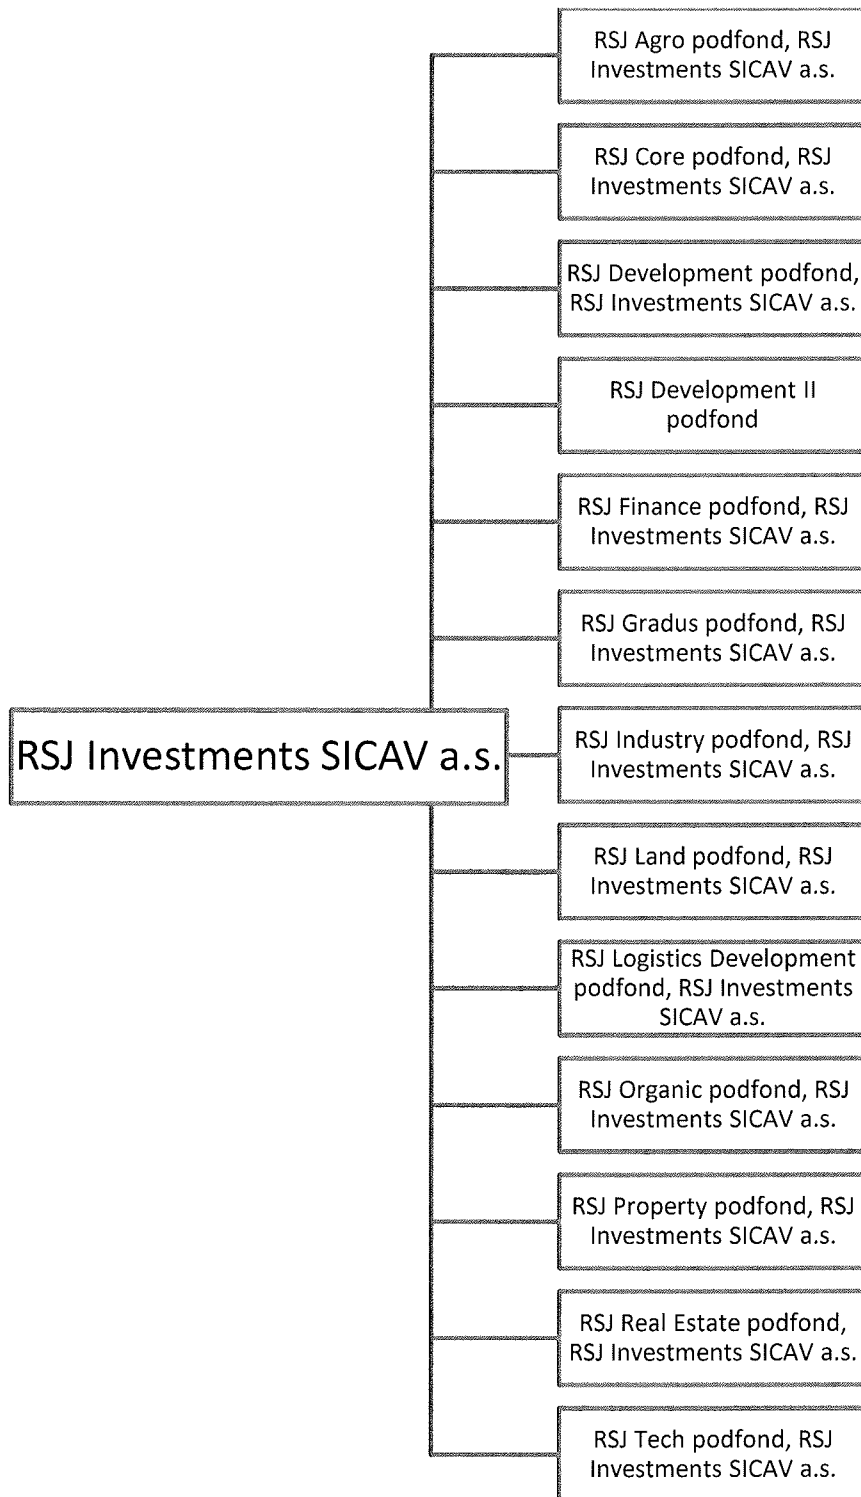 RSJ Agro podfond, RSJ
Investments SICAV a.s.
RSJ Core podfond, RSJ
Investments SICAV a.s.
RSJ Development podfond,
RSJ Investments SICAV a.s.
RSJ Development II
podfond
RSJ Finance podfond, RSJ
Investments SICAV a.s.
RSJ Gradus podfond, RSJ
Investments SICAV a.s.
RSJ Investments SICAV a.s.
RSJ Industry podfond, RSJ
Investments SICAV a.s.
RSJ Land podfond, RSJ
Investments SICAV a.s.
RSJ Logistics Development
podfond, RSJ Investments
SICAV a.s.
RSJ Organic podfond, RSJ
Investments SICAV a.s.
RSJ Property podfond, RSJ
Investments SICAV a.s.
RSJ Real Estate podfond,
RSJ Investments SICAV a.s.
RSJ Tech podfond, RSJ
Investments SICAV a.s.